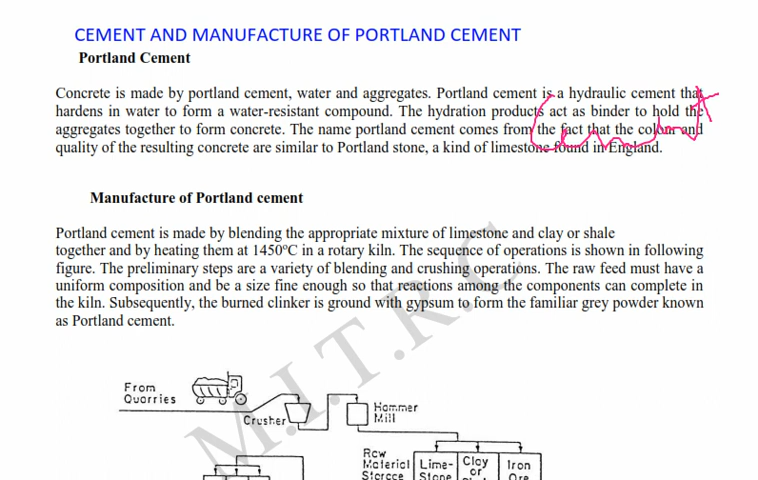 CEMENT AND MANUFACTURE OF PORTLAND CEMENT
Portland Cement
Concrete is made by portland cement, water and aggregates. Portland cement is a hydraulic cement that
hardens in water to form a water-resistant compound. The hydration products act as binder to hold the
aggregates together to form concrete. The name portland cement comes from the fact that the colour and
quality of the resulting concrete are similar to Portland stone, a kind of limestone found in England.
Manufacture of Portland cement
Portland cement is made by blending the appropriate mixture of limestone and clay or shale
together and by heating them at 1450°C in a rotary kiln. The sequence of operations is shown in following
figure. The preliminary steps are a variety of blending and crushing operations. The raw feed must have a
uniform composition and be a size fine enough so that reactions among the components can complete in
the kiln. Subsequently, the burned clinker is ground with gypsum to form the familiar grey powder known
as Portland cement.
M.I.T.R.C
From
Quarries
Crusher
Hammer
Mill
Raw
Material
Storage
Lime-
Stone
Clay
or
Iron
Ore